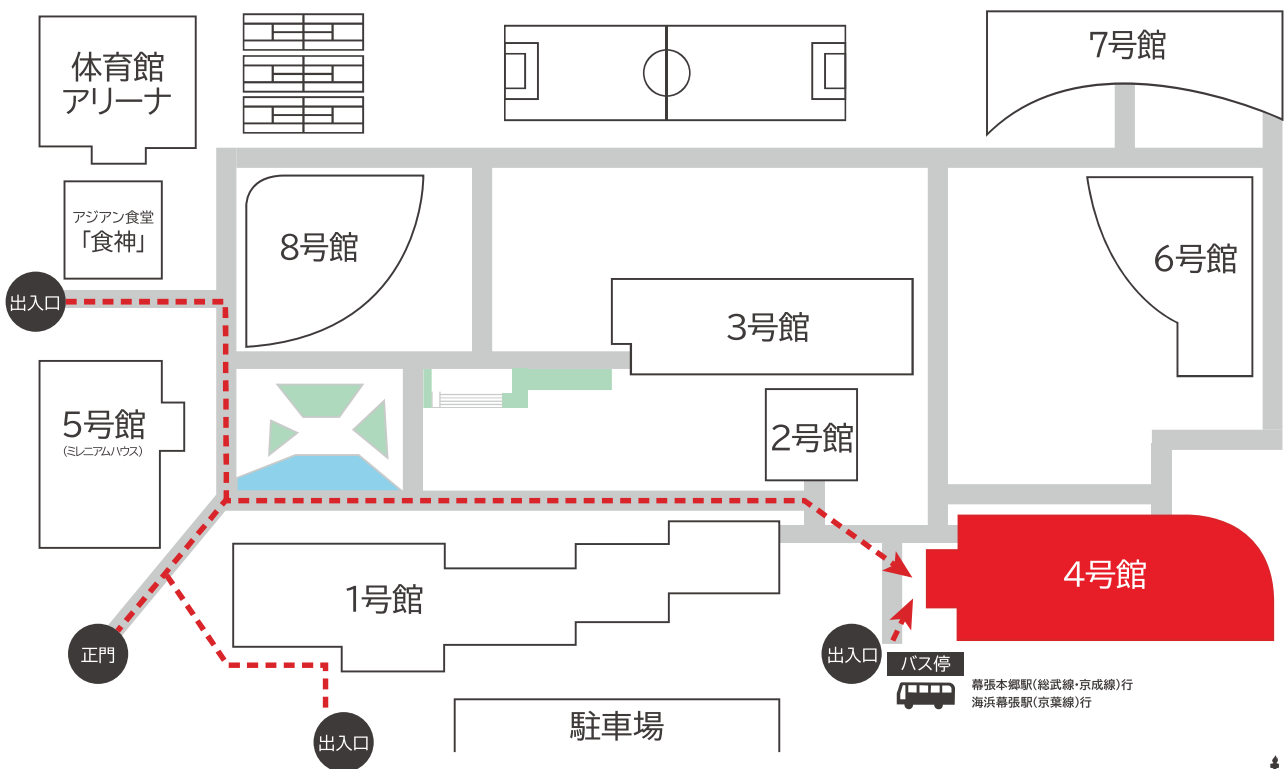 体育館
アリーナ
7号館
アジアン食堂
「食神」
8号館
6号館
出入口
3号館
5号館
(ミレニアムハウス)
2号館
1号館
4号館
正門
出入口
バス停
幕張本郷駅(総武線・京成線)行
海浜幕張駅(京葉線)行
駐車場
出入口